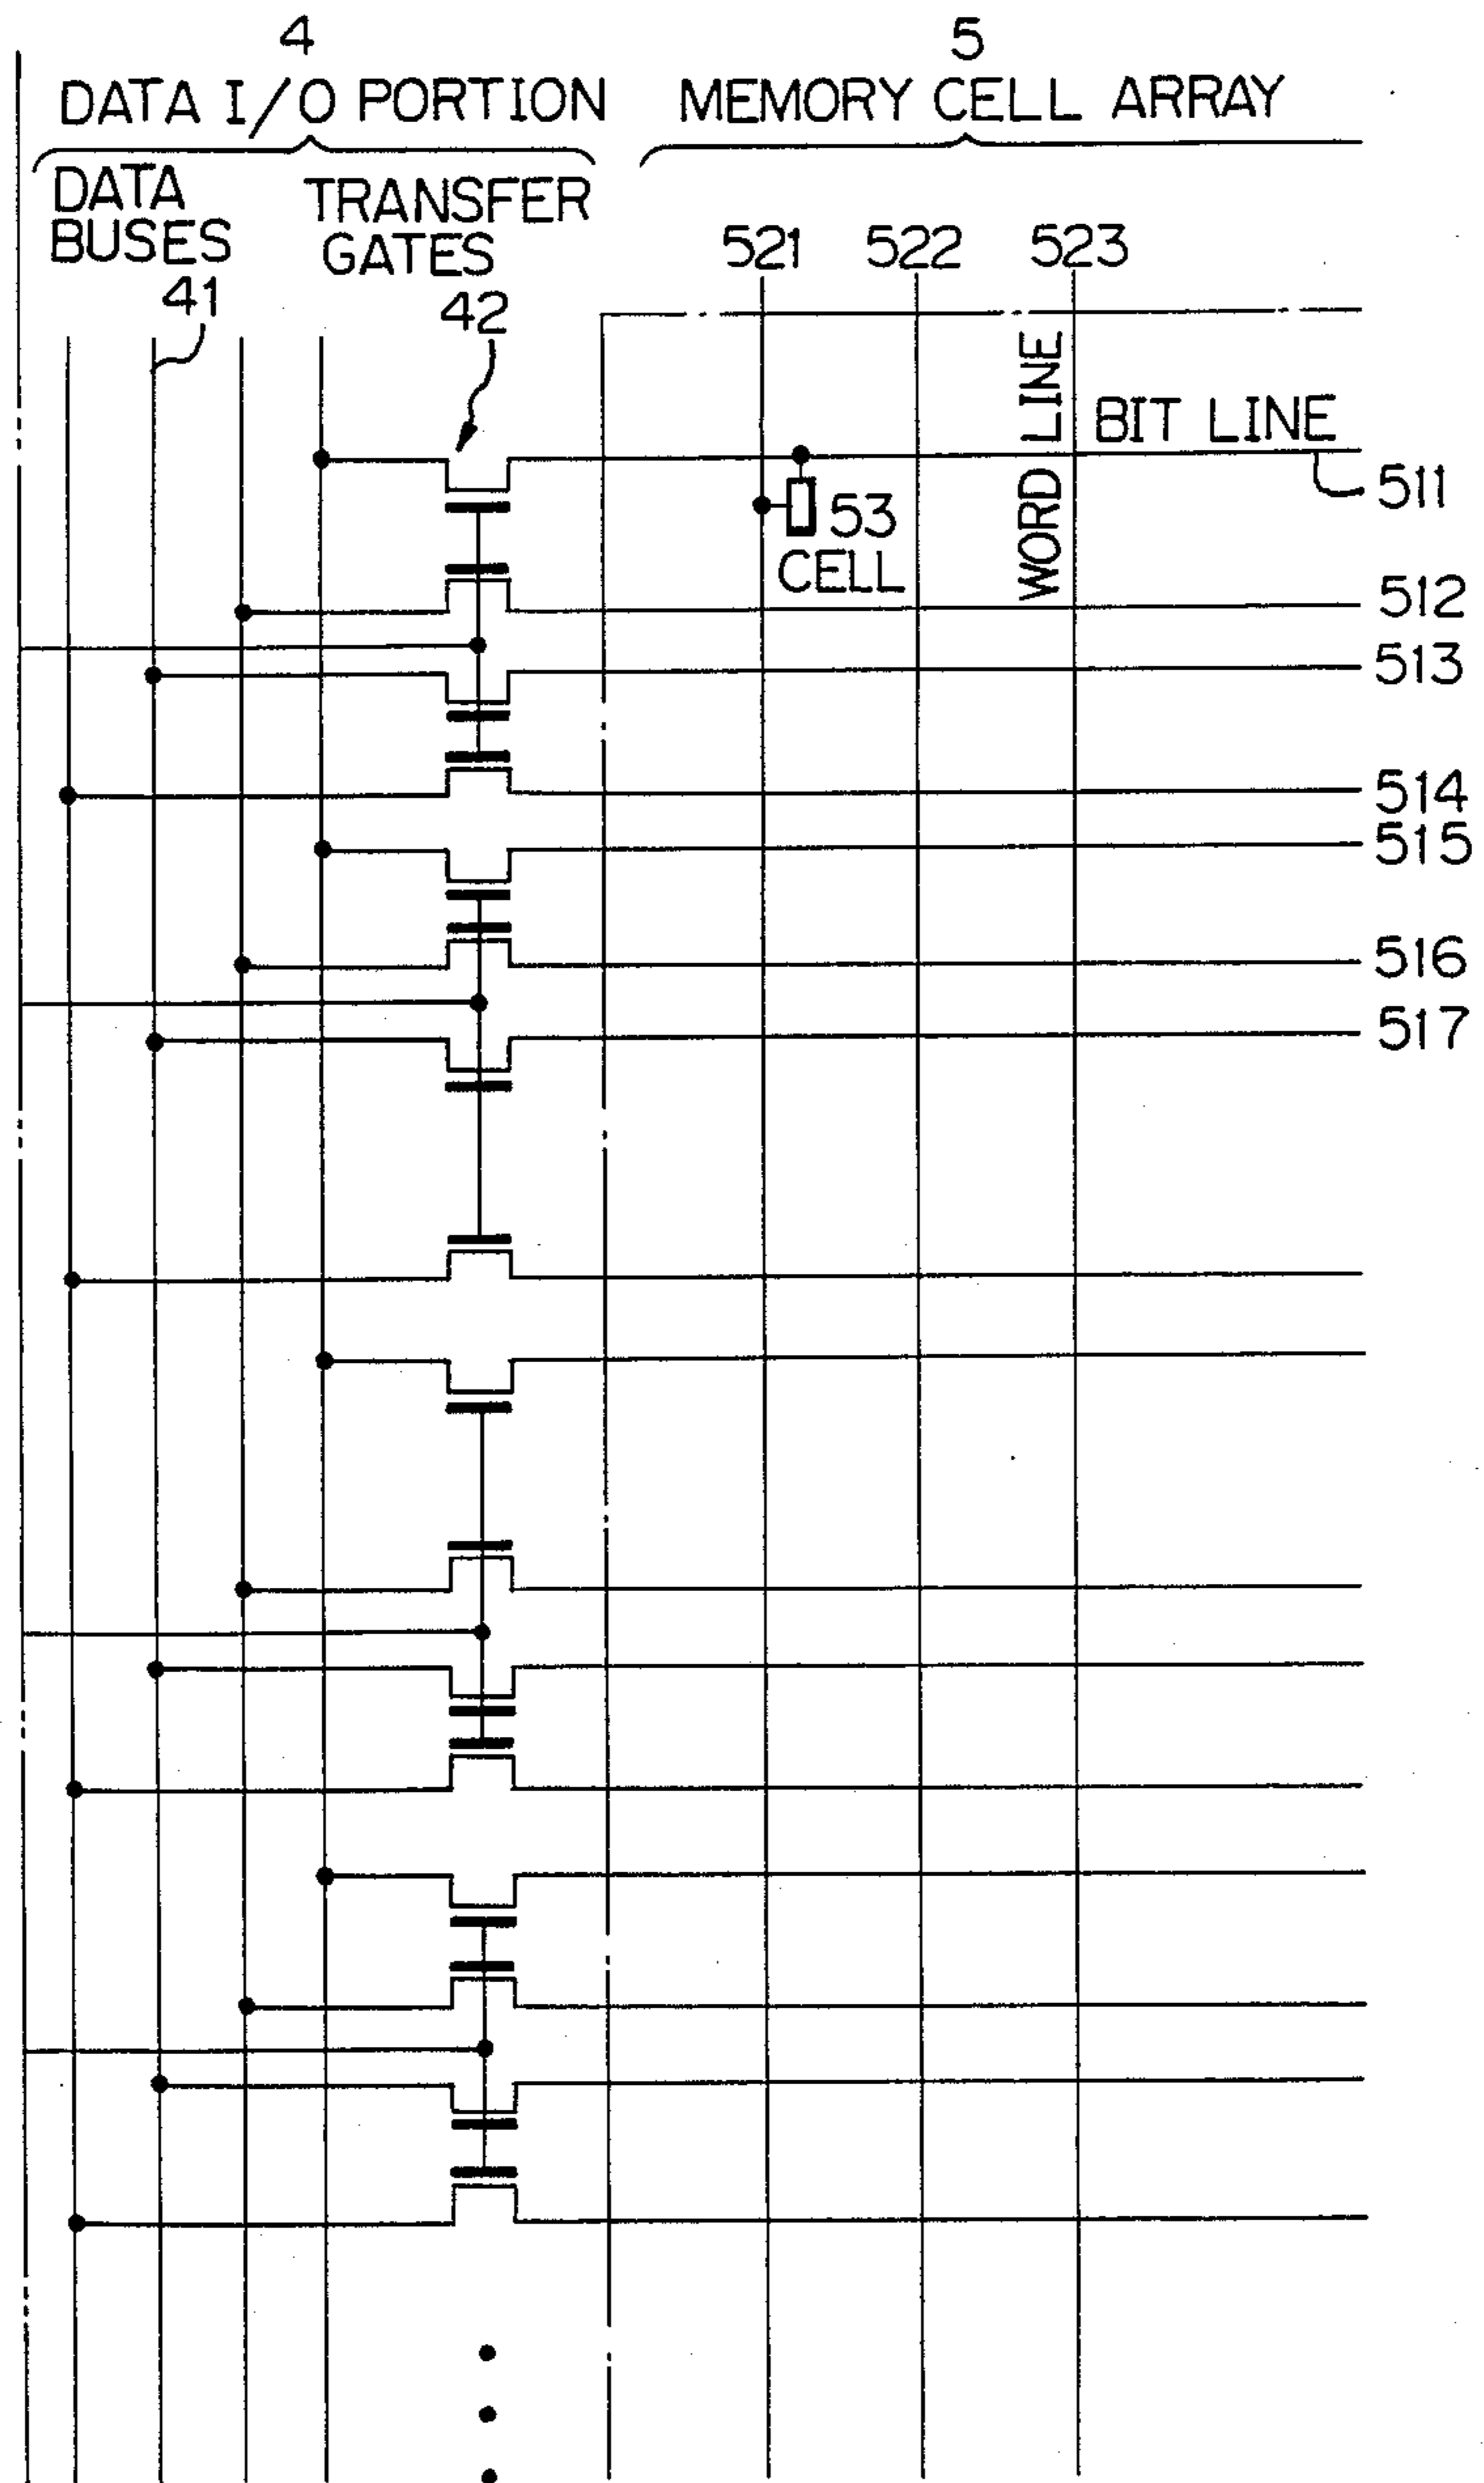 4
DATA I/O PORTION
5
MEMORY CELL ARRAY
DATA
BUSES
41
TRANSFER
GATES
42
521
522
523
WORD LINE
BIT LINE
511
53
CELL
512
513
514
515
516
517